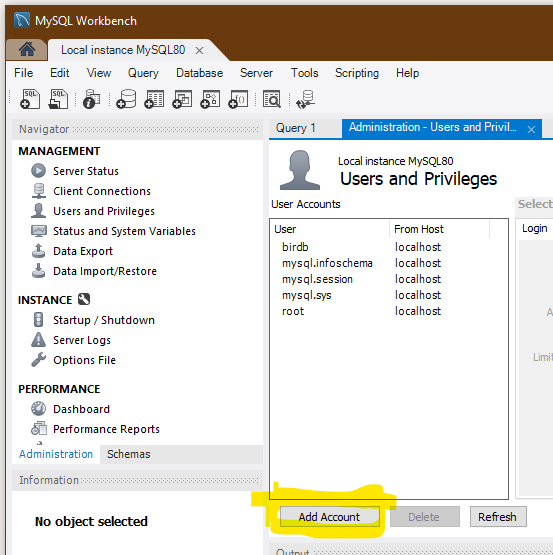 MySQL Workbench
Local instance MySQL80
File Edit View Query Database Server Tools Scripting Help
SQL SQL
Navigator
MANAGEMENT
Server Status
Client Connections
Users and Privileges
Status and System Variables
Data Export
Data Import/Restore
INSTANCE
Startup / Shutdown
Server Logs
Options File
PERFORMANCE
Dashboard
Performance Reports
Administration Schemas
Information
No object selected
Query 1 Administration - Users and Privil...
Local instance MySQL80
Users and Privileges
User Accounts
User From Host
birdb localhost
mysql.infoschema localhost
mysql.session localhost
mysql.sys localhost
root localhost
Add Account Delete Refresh
Output
Select
Login
A
Limi